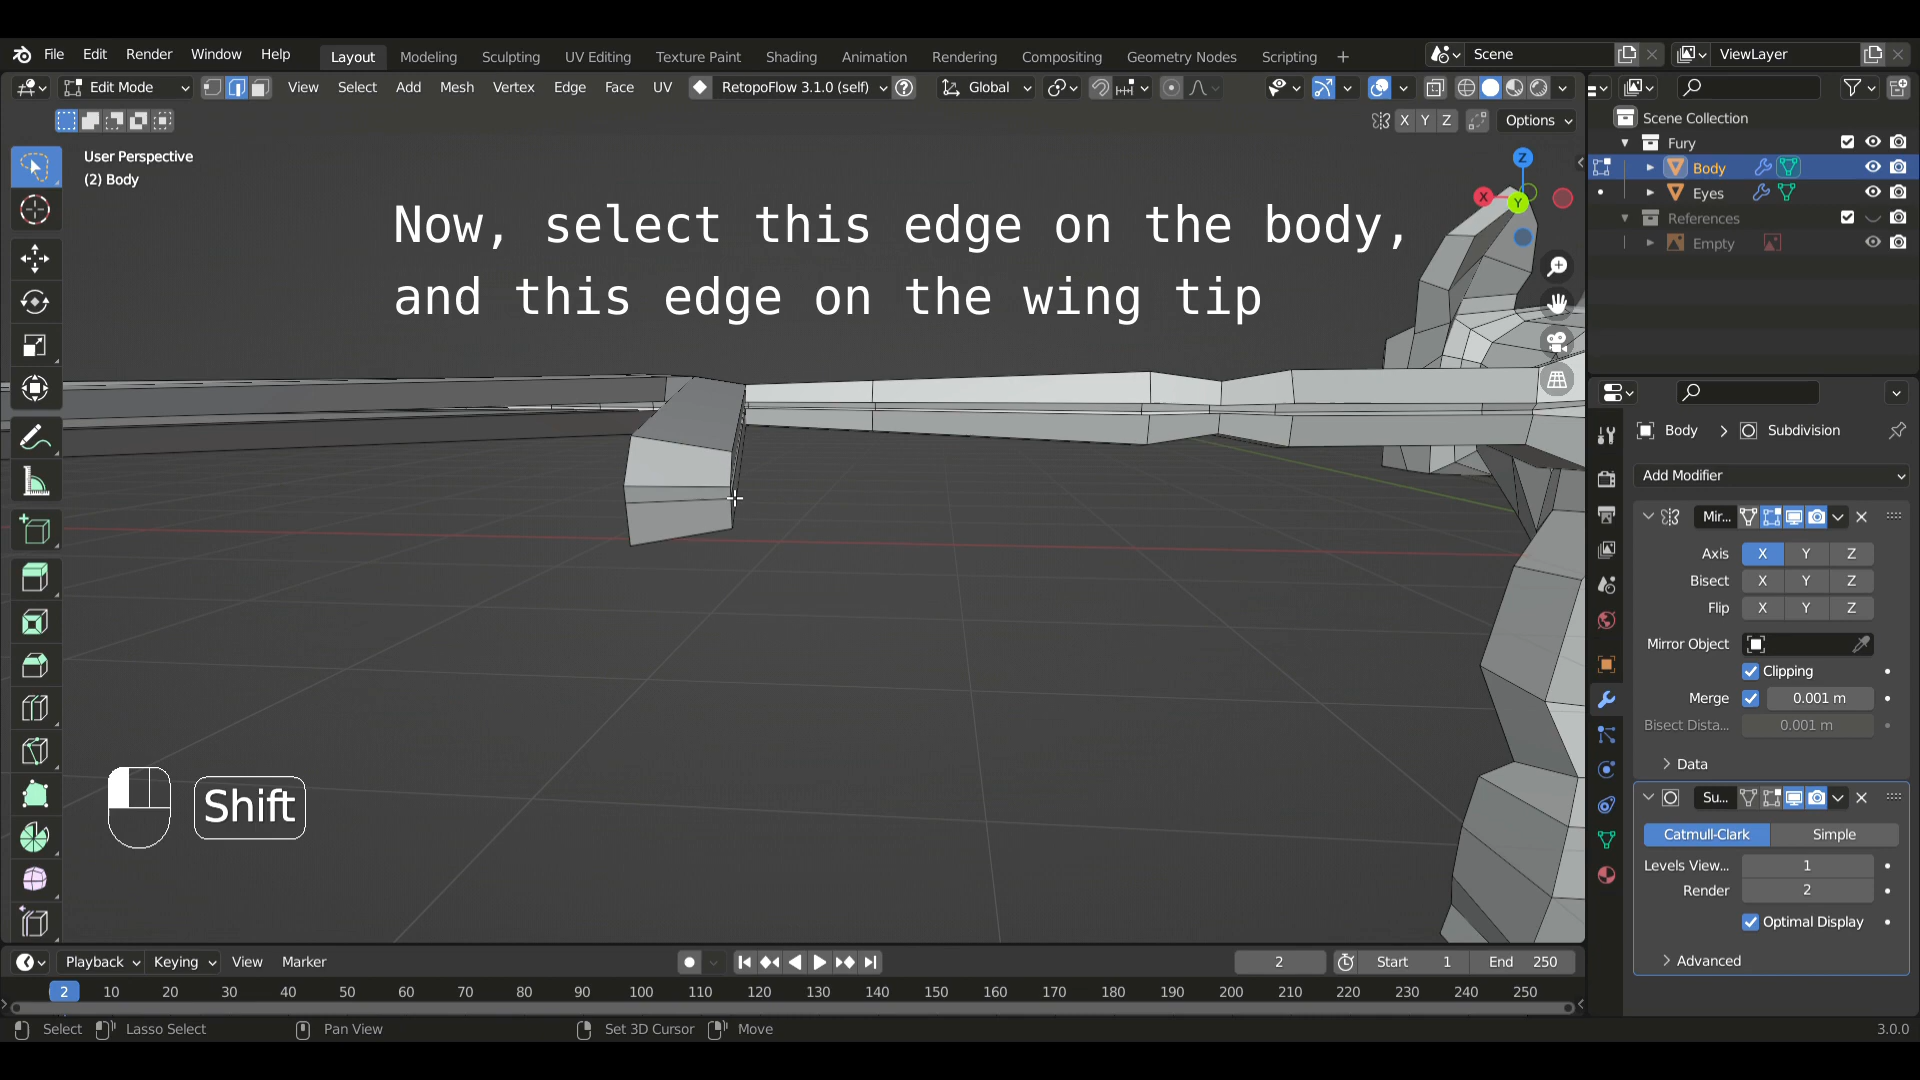 File Edit Render Window Help Layout Modeling Sculpting UV Editing Texture Paint Shading Animation Rendering Compositing Geometry Nodes Scripting + Scene ViewLayer
Edit Mode View Select Add Mesh Vertex Edge Face UV RetopoFlow 3.1.0 (self) Global
X Y Z Options
User Perspective
(2) Body
Now, select this edge on the body,
and this edge on the wing tip
Z
X
Y
Shift
Scene Collection
Fury
Body
Eyes
References
Empty
Body > Subdivision
Add Modifier
Mir...
Axis X Y Z
Bisect X Y Z
Flip X Y Z
Mirror Object
Clipping
Merge 0.001 m
Bisect Dista... 0.001 m
Data
Su...
Catmull-Clark Simple
Levels View... 1
Render 2
Optimal Display
Advanced
Playback Keying View Marker 2 Start 1 End 250
2 10 20 30 40 50 60 70 80 90 100 110 120 130 140 150 160 170 180 190 200 210 220 230 240 250
Select Lasso Select Pan View Set 3D Cursor Move 3.0.0